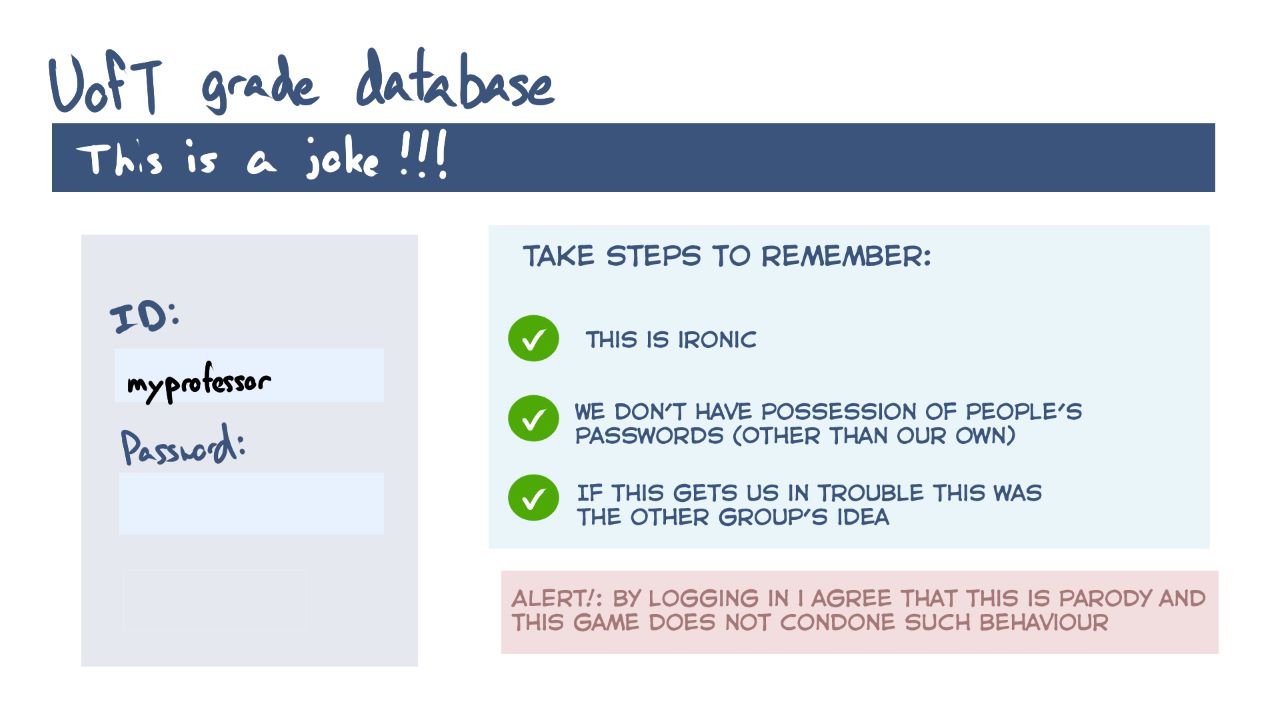 UofT grade database
This is a joke!!!
ID:
myprofessor
Password:
TAKE STEPS TO REMEMBER:
THIS IS IRONIC
WE DON'T HAVE POSSESSION OF PEOPLE'S
PASSWORDS (OTHER THAN OUR OWN)
IF THIS GETS US IN TROUBLE THIS WAS
THE OTHER GROUP'S IDEA
ALERT!: BY LOGGING IN I AGREE THAT THIS IS PARODY AND
THIS GAME DOES NOT CONDONE SUCH BEHAVIOUR